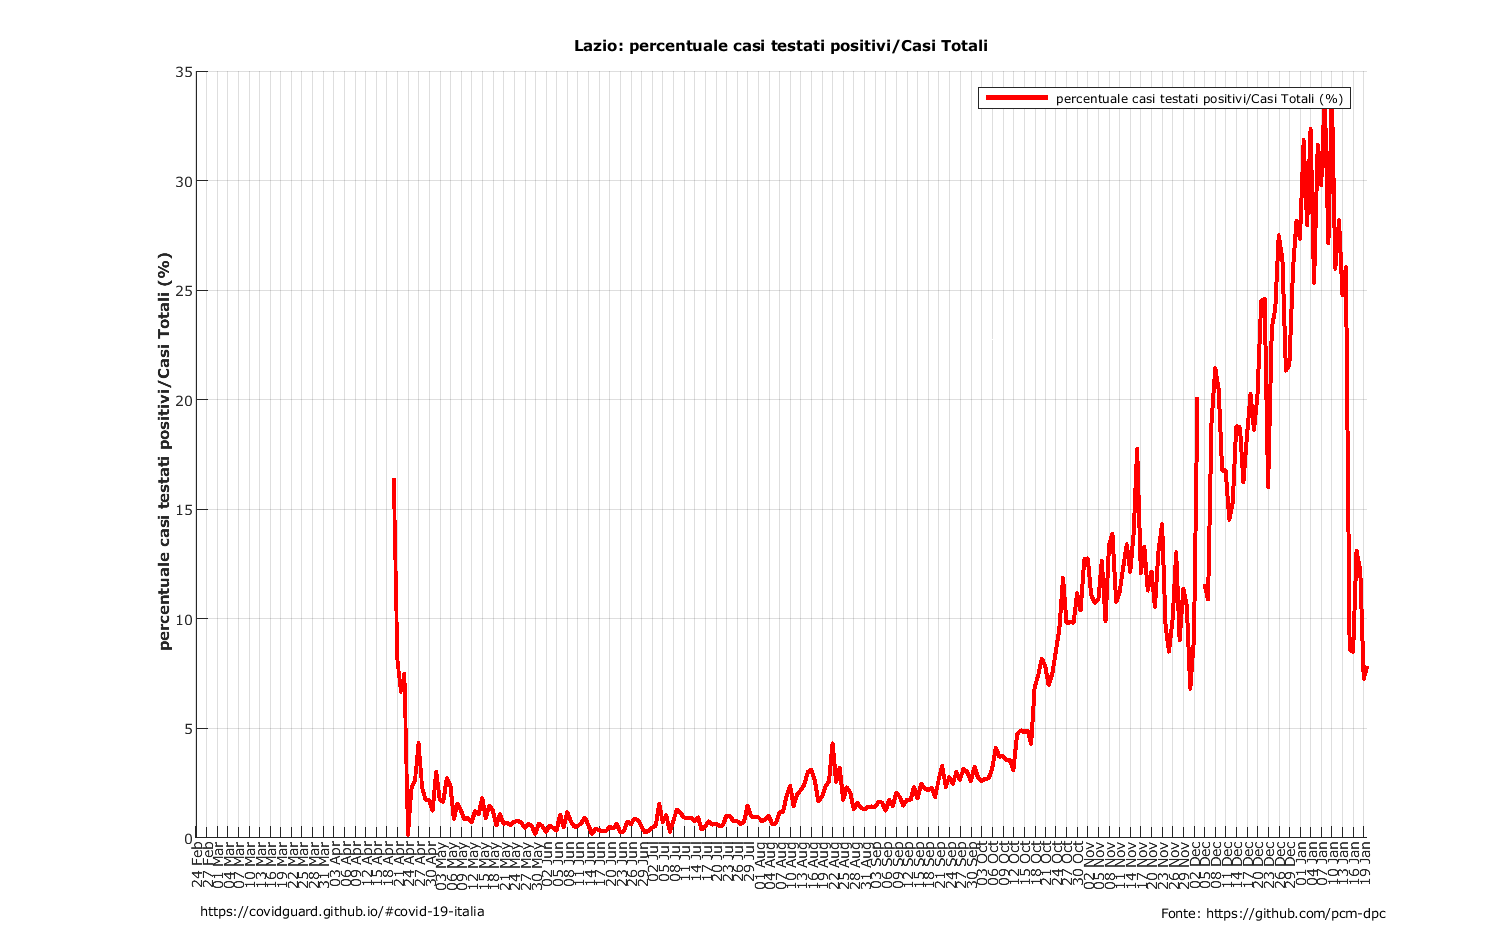 Lazio: percentuale casi testati positivi/Casi Totali
percentuale casi testati positivi/Casi Totali (%)
percentuale casi testati positivi/Casi Totali (%)
35
30
25
20
15
10
5
0
24 Feb
27 Feb
01 Mar
04 Mar
07 Mar
10 Mar
13 Mar
16 Mar
19 Mar
22 Mar
25 Mar
28 Mar
31 Mar
03 Apr
06 Apr
09 Apr
12 Apr
15 Apr
18 Apr
21 Apr
24 Apr
27 Apr
30 Apr
03 May
06 May
09 May
12 May
15 May
18 May
21 May
24 May
27 May
30 May
02 Jun
05 Jun
08 Jun
11 Jun
14 Jun
17 Jun
20 Jun
23 Jun
26 Jun
29 Jun
02 Jul
05 Jul
08 Jul
11 Jul
14 Jul
17 Jul
20 Jul
23 Jul
26 Jul
29 Jul
01 Aug
04 Aug
07 Aug
10 Aug
13 Aug
16 Aug
19 Aug
22 Aug
25 Aug
28 Aug
31 Aug
03 Sep
06 Sep
09 Sep
12 Sep
15 Sep
18 Sep
21 Sep
24 Sep
27 Sep
30 Sep
03 Oct
06 Oct
09 Oct
12 Oct
15 Oct
18 Oct
21 Oct
24 Oct
27 Oct
30 Oct
02 Nov
05 Nov
08 Nov
11 Nov
14 Nov
17 Nov
20 Nov
23 Nov
26 Nov
29 Nov
02 Dec
05 Dec
08 Dec
11 Dec
14 Dec
17 Dec
20 Dec
23 Dec
26 Dec
29 Dec
01 Jan
04 Jan
07 Jan
10 Jan
13 Jan
16 Jan
19 Jan
https://covidguard.github.io/#covid-19-italia
Fonte: https://github.com/pcm-dpc